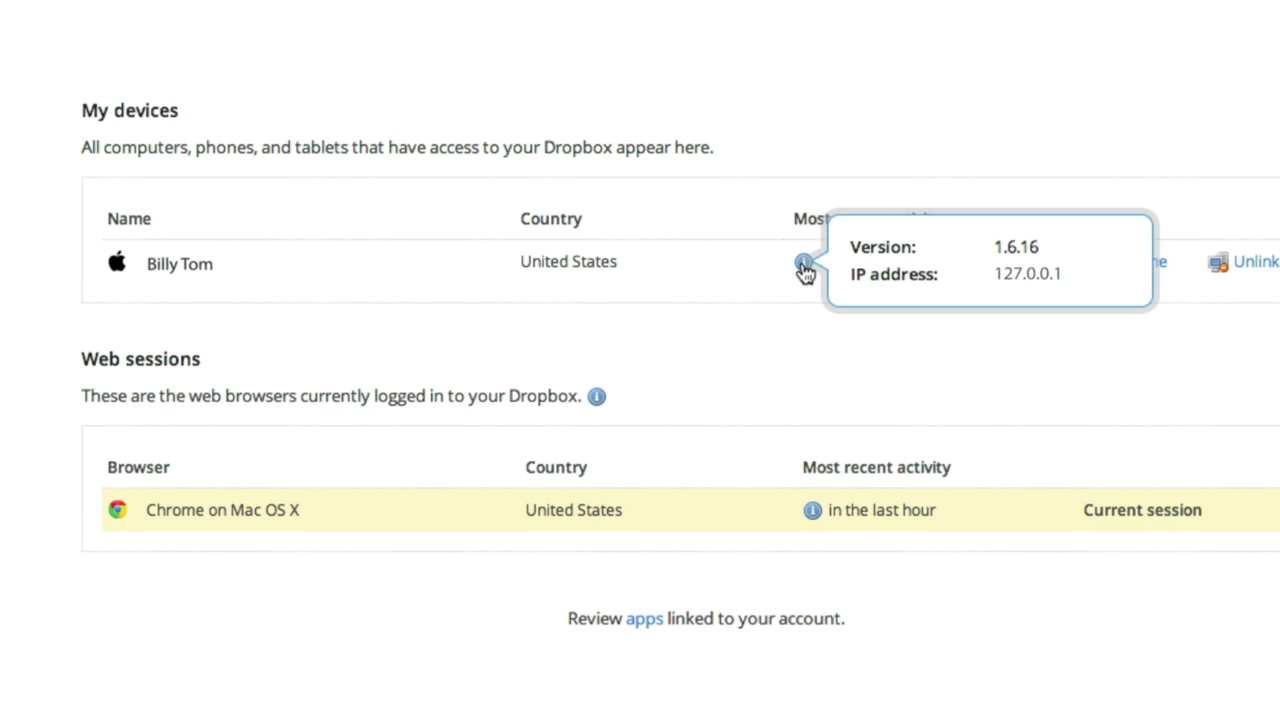 My devices
All computers, phones, and tablets that have access to your Dropbox appear here.
Name Country Most
Billy Tom United States Unlink
Version: 1.6.16
IP address: 127.0.0.1
Web sessions
These are the web browsers currently logged in to your Dropbox.
Browser Country Most recent activity
Chrome on Mac OS X United States in the last hour Current session
Review apps linked to your account.